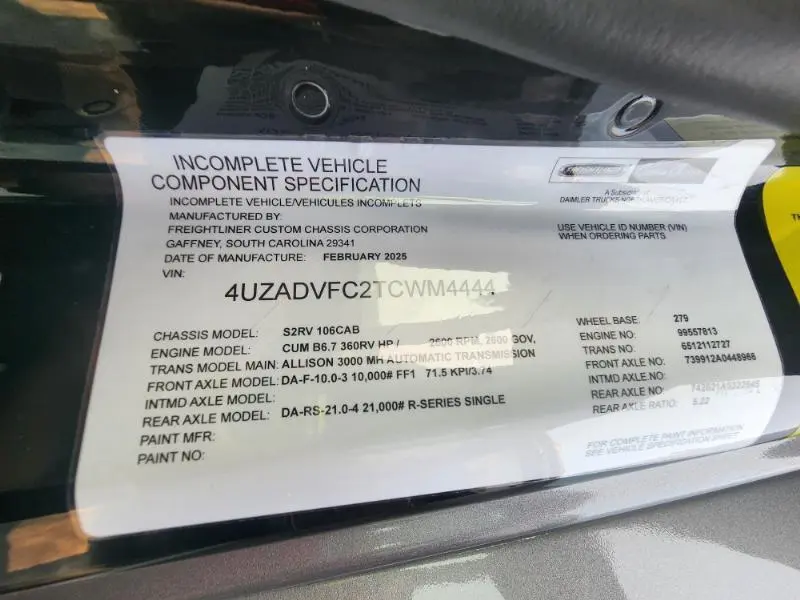 INCOMPLETE VEHICLE
COMPONENT SPECIFICATION
INCOMPLETE VEHICLE/VEHICULES INCOMPLETS
MANUFACTURED BY:
FREIGHTLINER CUSTOM CHASSIS CORPORATION
GAFFNEY, SOUTH CAROLINA 29341
DATE OF MANUFACTURE: FEBRUARY 2025
VIN:
4UZADVFC2TCWM4444
A Subsidiary of
DAIMLER TRUCKS
USE VEHICLE ID NUMBER (VIN)
WHEN ORDERING PARTS
CHASSIS MODEL: S2RV 106CAB
ENGINE MODEL: CUM B6.7 360RV HP / 2600 RPM, 2600 GOV,
TRANS MODEL MAIN: ALLISON 3000 MH AUTOMATIC TRANSMISSION
FRONT AXLE MODEL: DA-F-10.0-3 10,000# FF1 71.5 KPI/3.74
INTMD AXLE MODEL:
REAR AXLE MODEL: DA-RS-21.0-4 21,000# R-SERIES SINGLE
PAINT MFR:
PAINT NO:
WHEEL BASE: 279
ENGINE NO: 99557813
TRANS NO: 6512112727
FRONT AXLE NO: 739912A0448966
INTMD AXLE NO:
REAR AXLE NO:
REAR AXLE RATIO: 5.22
FOR COMPLETE PAINT INFORMATION
SEE VEHICLE SPECIFICATION SHEET